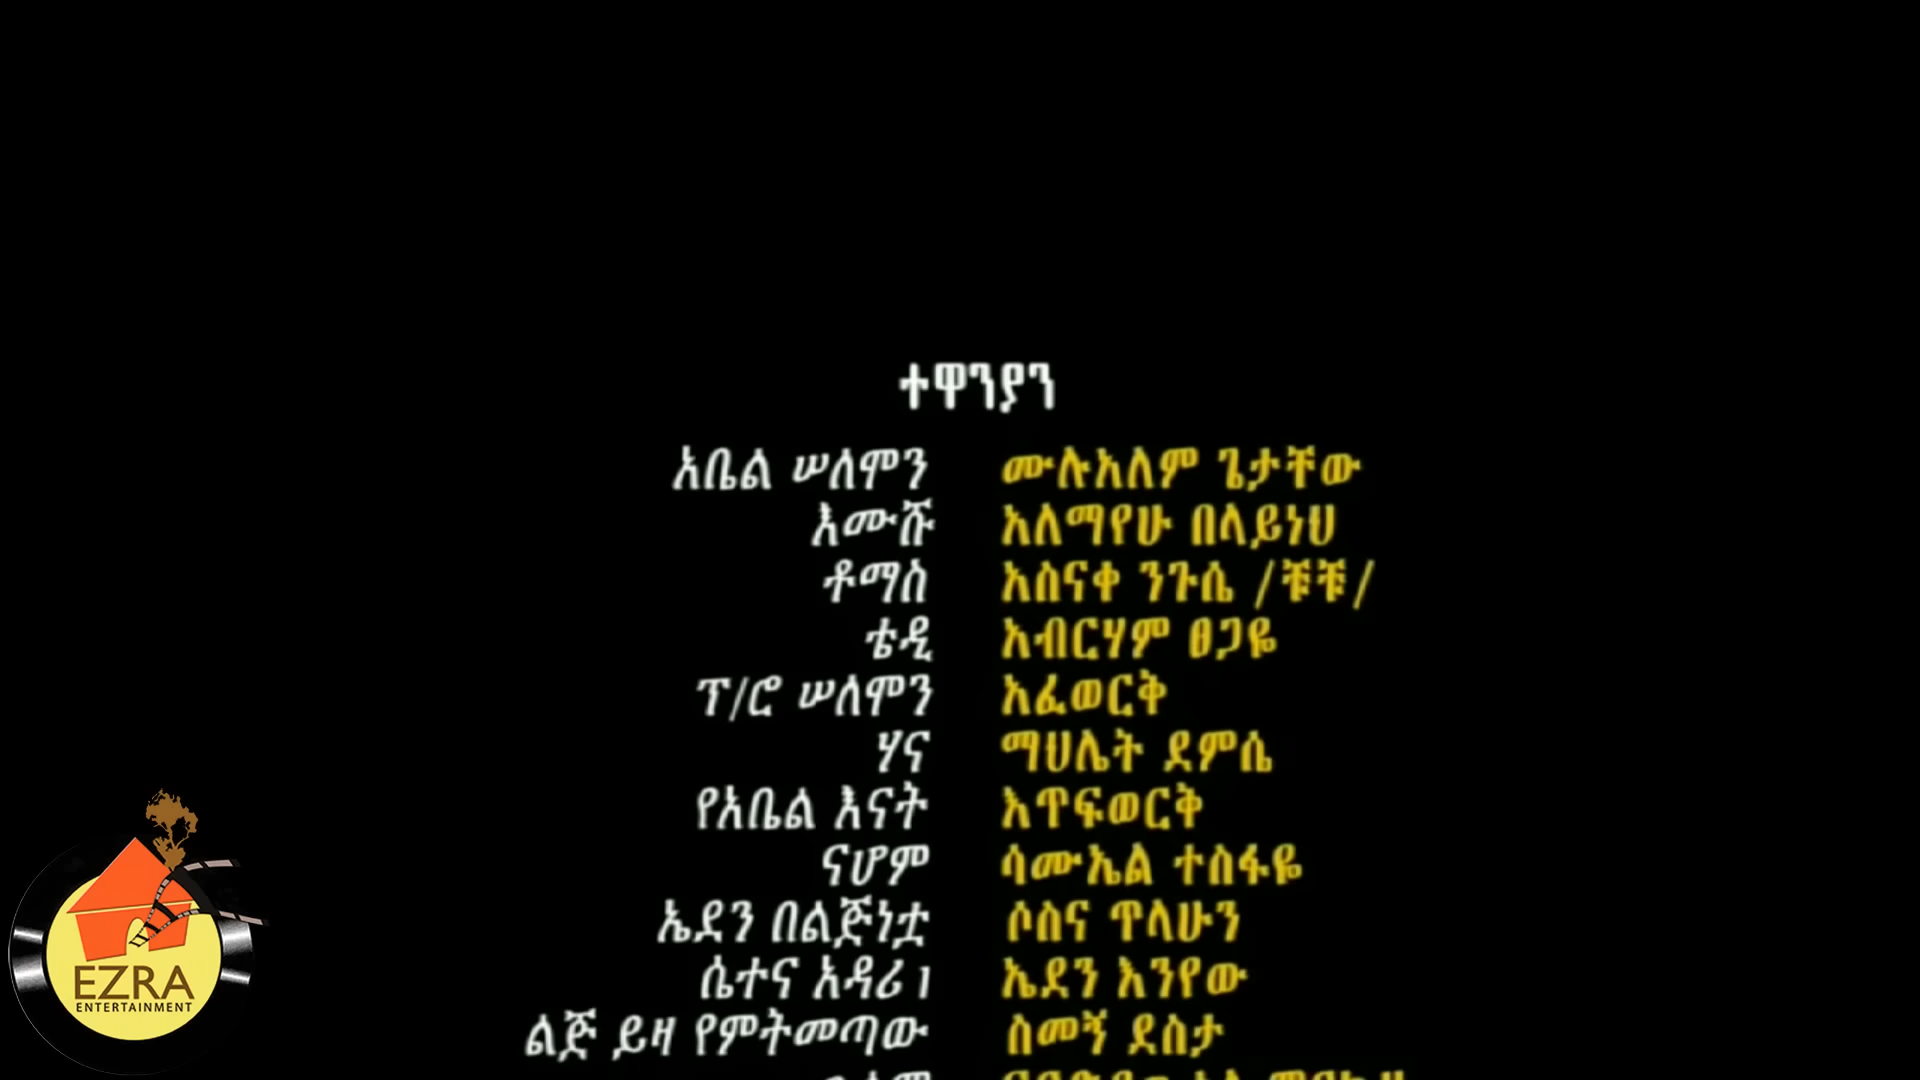 ተዋንያን
አቤል ሠለሞን ሙሉአለም ጌታቸው
እሙሹ አለማየሁ በላይነህ
ቶማስ አስናቀ ንጉሴ /ቹቹ/
ቴዲ አብርሃም ፀጋዬ
ፕ/ሮ ሠለሞን አፈወርቅ
ሃና ማህሌት ደምሴ
የአቤል እናት እጥፍወርቅ
ናሆም ሳሙኤል ተስፋዬ
ኤደን በልጅነቷ ሶስና ጥላሁን
ሴተና አዳሪ 1 ኤደን እንየው
ልጅ ይዛ የምትመጣው ስመኝ ደስታ
EZRA
ENTERTAINMENT